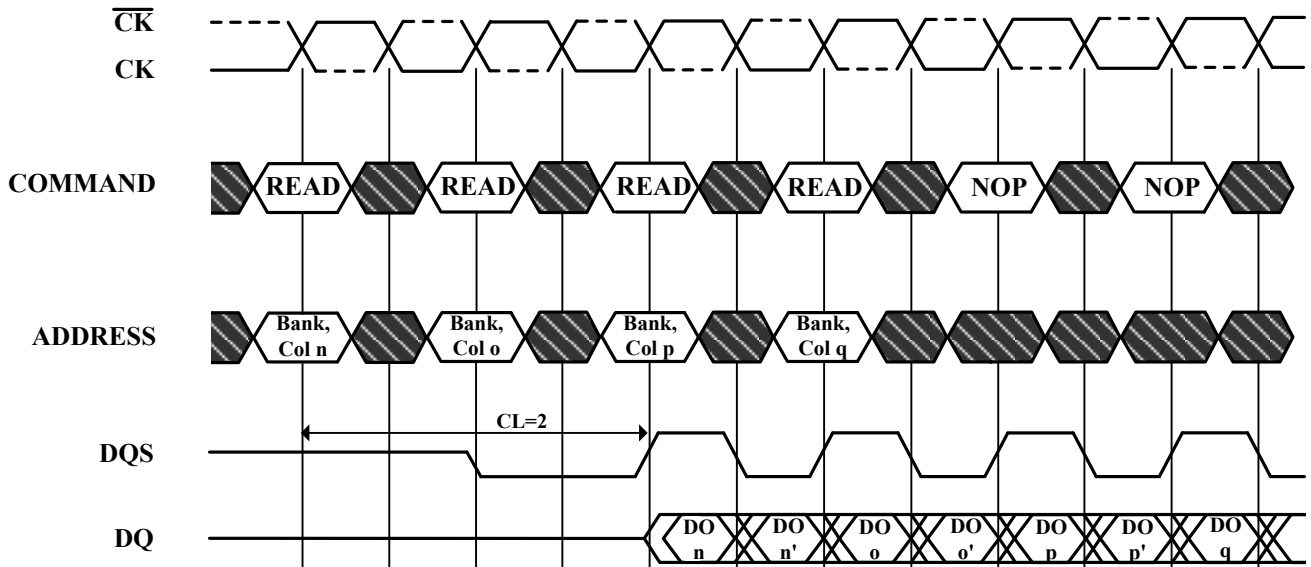 CK
CK
COMMAND READ READ READ READ NOP NOP
ADDRESS
Bank, Bank, Bank, Bank,
Col n Col o Col p Col q
CL=2
DQS
DQ
DO DO DO DO DO DO DO
n n' o o' p p' q